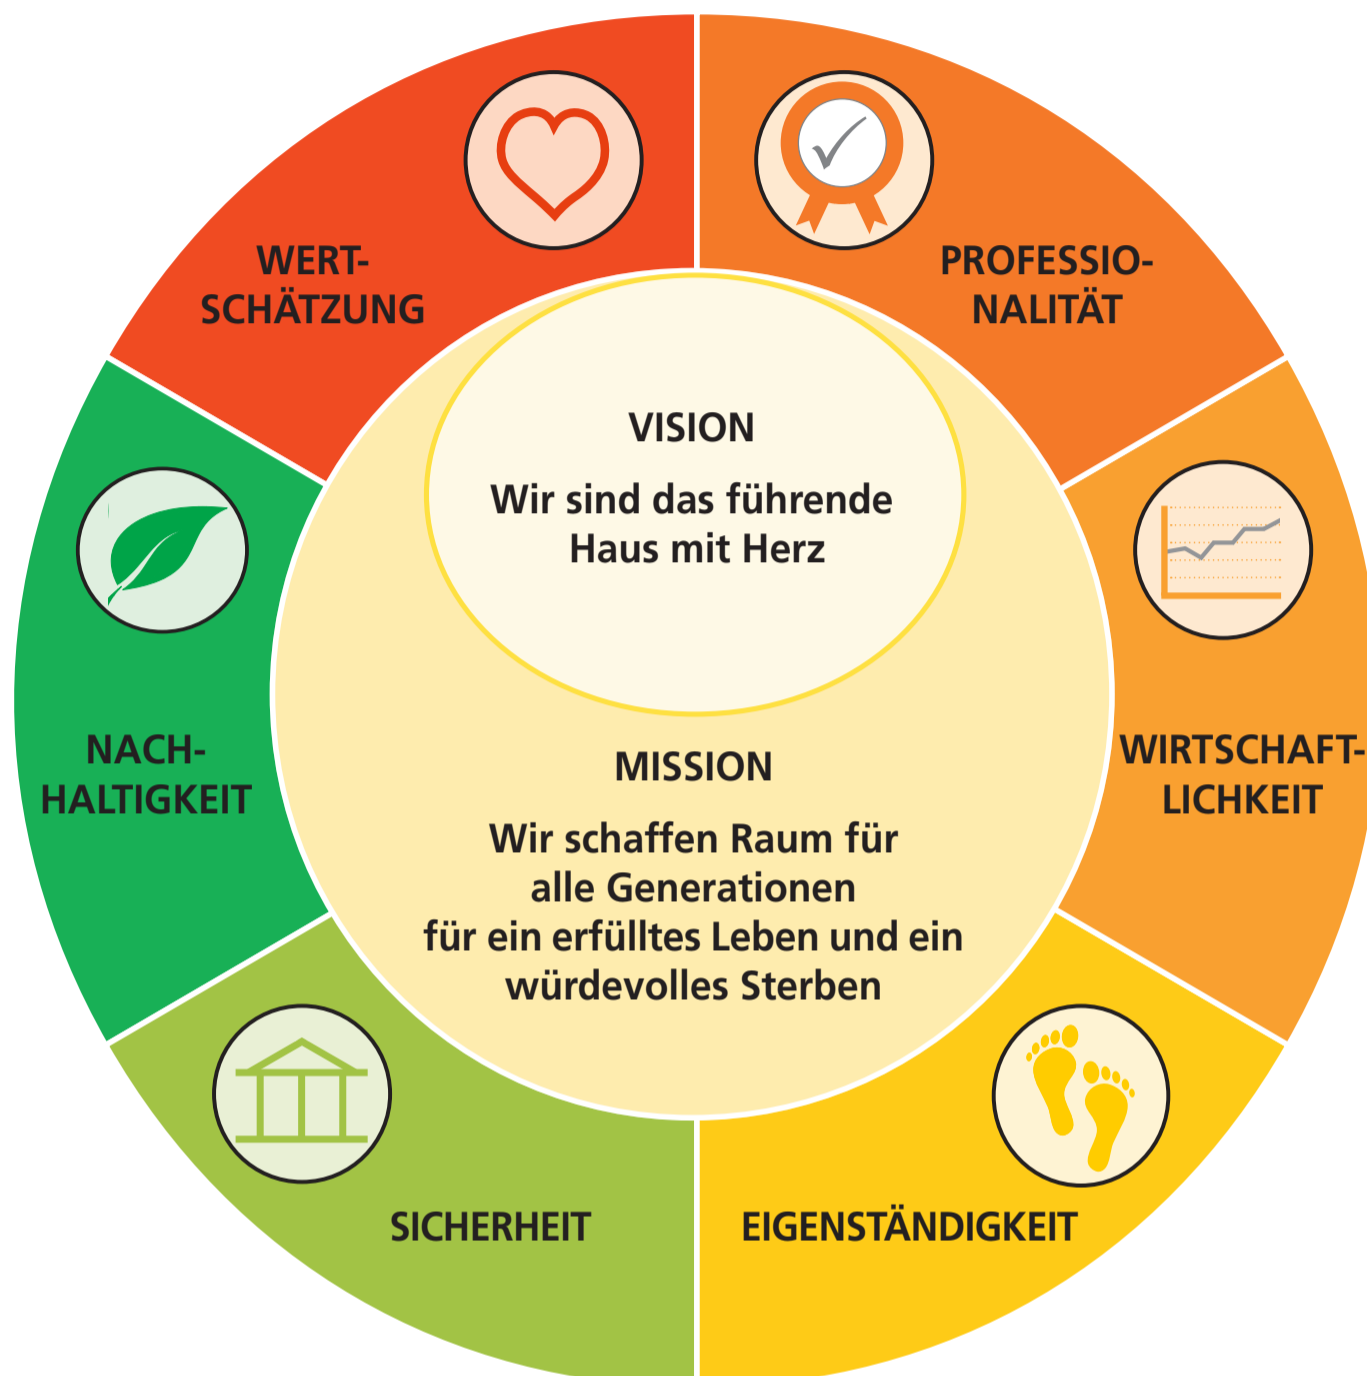 WERT-
SCHÄTZUNG
PROFESSIO-
NALITÄT
VISION
Wir sind das führende
Haus mit Herz
NACH-
HALTIGKEIT
WIRTSCHAFT-
LICHKEIT
MISSION
Wir schaffen Raum für
alle Generationen
für ein erfülltes Leben und ein
würdevolles Sterben
SICHERHEIT
EIGENSTÄNDIGKEIT